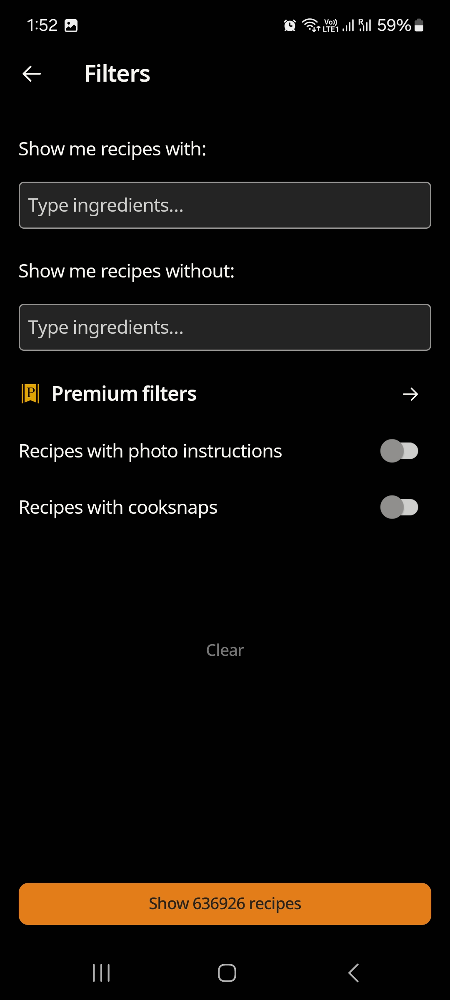 1:52 Vo)) LTE1 R 59%
Filters
Show me recipes with:
Type ingredients...
Show me recipes without:
Type ingredients...
P Premium filters
Recipes with photo instructions
Recipes with cooksnaps
Clear
Show 636926 recipes